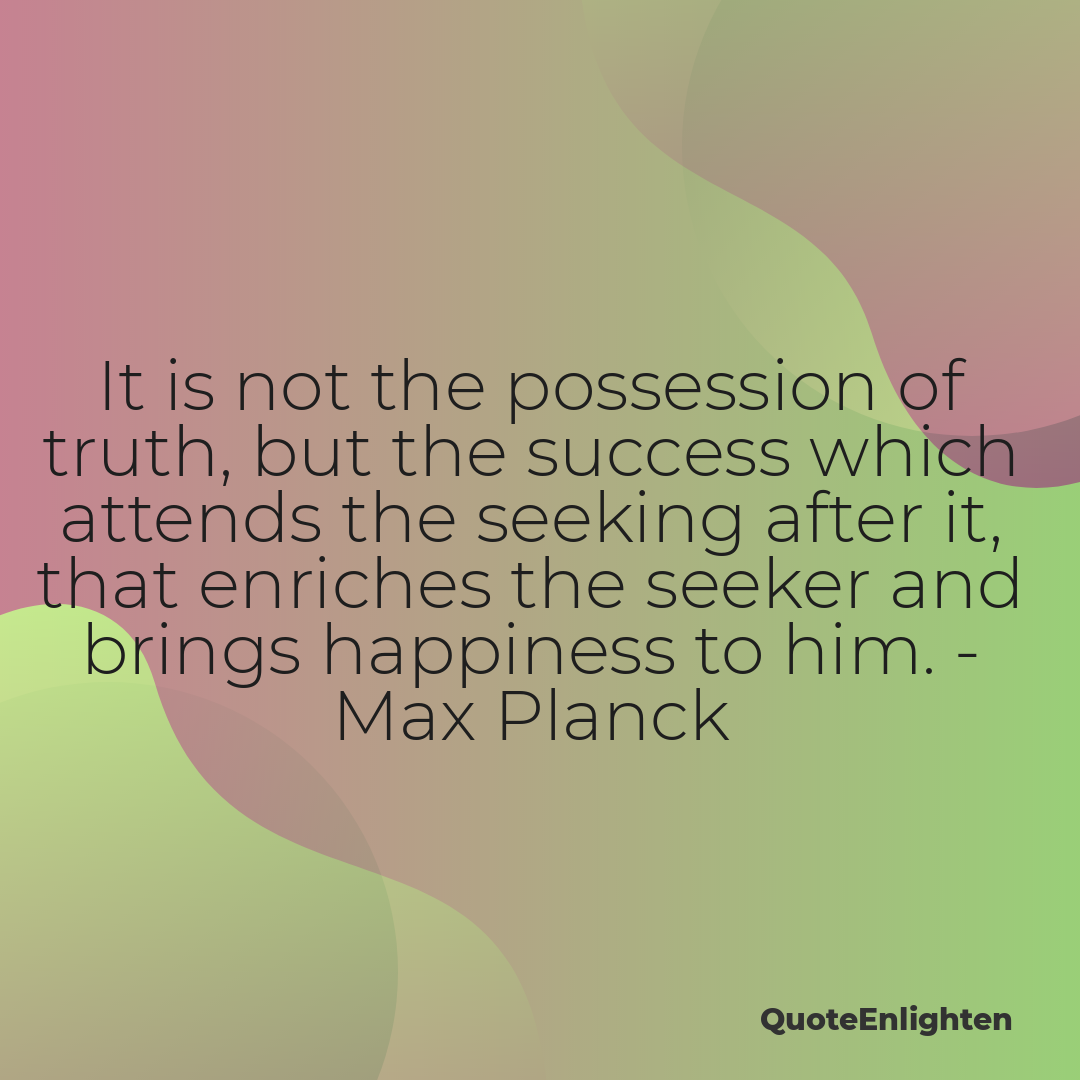 It is not the possession of
truth, but the success which
attends the seeking after it,
that enriches the seeker and
brings happiness to him. -
Max Planck
QuoteEnlighten